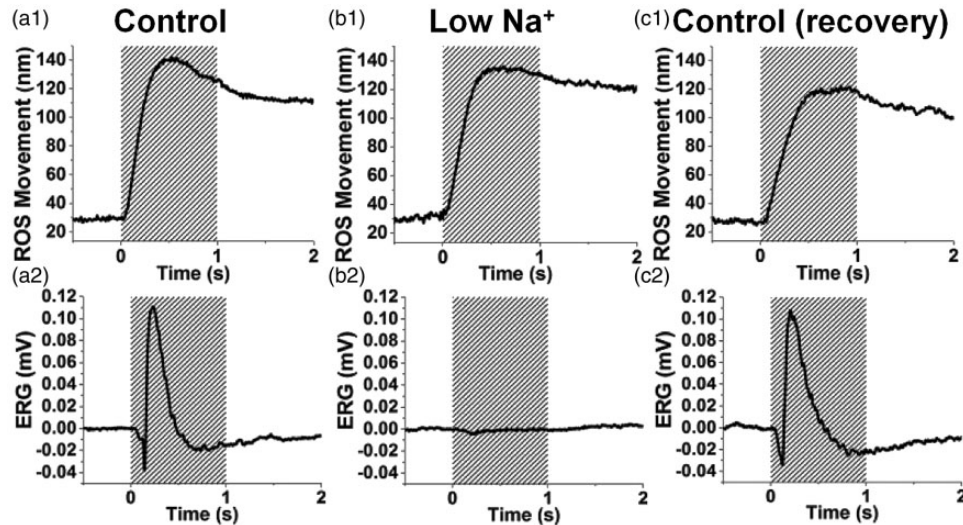 (a1) Control
ROS Movement (nm)
140
120
100
80
60
40
20
0 1 2
Time (s)
(b1) Low Na⁺
ROS Movement (nm)
140
120
100
80
60
40
20
0 1 2
Time (s)
(c1) Control (recovery)
ROS Movement (nm)
140
120
100
80
60
40
20
0 1 2
Time (s)
(a2)
ERG (mV)
0.12
0.10
0.08
0.06
0.04
0.02
0.00
-0.02
-0.04
0 1 2
Time (s)
(b2)
ERG (mV)
0.12
0.10
0.08
0.06
0.04
0.02
0.00
-0.02
-0.04
0 1 2
Time (s)
(c2)
ERG (mV)
0.12
0.10
0.08
0.06
0.04
0.02
0.00
-0.02
-0.04
0 1 2
Time (s)